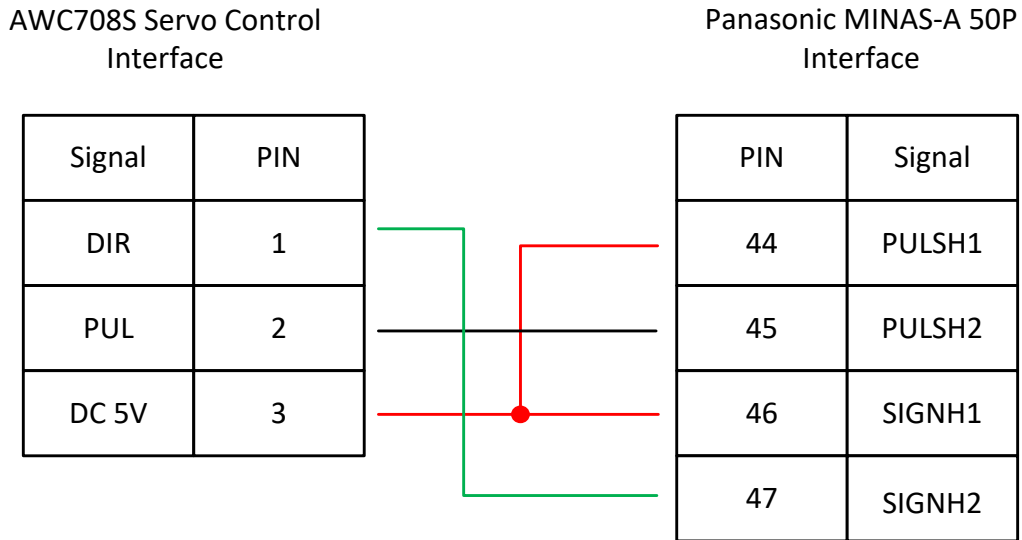 AWC708S Servo Control
Interface
Panasonic MINAS-A 50P
Interface
Signal PIN
DIR 1
PUL 2
DC 5V 3
PIN Signal
44 PULSH1
45 PULSH2
46 SIGNH1
47 SIGNH2